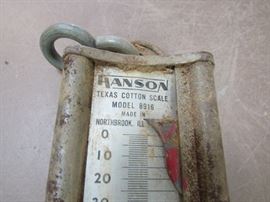 HANSON
TEXAS COTTON SCALE
MODEL 8916
MADE IN
NORTHBROOK, ILL
0
10
20